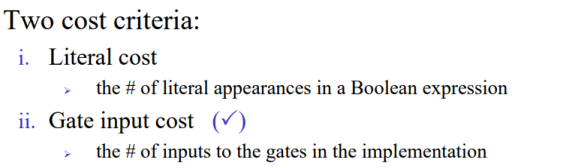 Two cost criteria:
i. Literal cost
➢ the # of literal appearances in a Boolean expression
ii. Gate input cost (✓)
➢ the # of inputs to the gates in the implementation